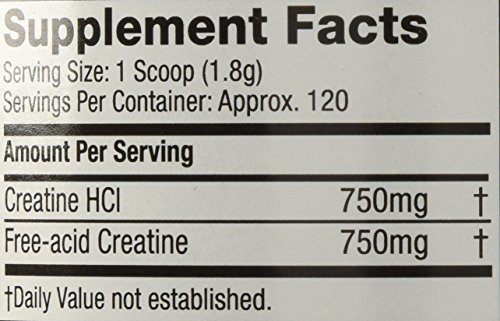 Supplement Facts
Serving Size: 1 Scoop (1.8g)
Servings Per Container: Approx. 120
Amount Per Serving
Creatine HCl 750mg †
Free-acid Creatine 750mg †
†Daily Value not established.